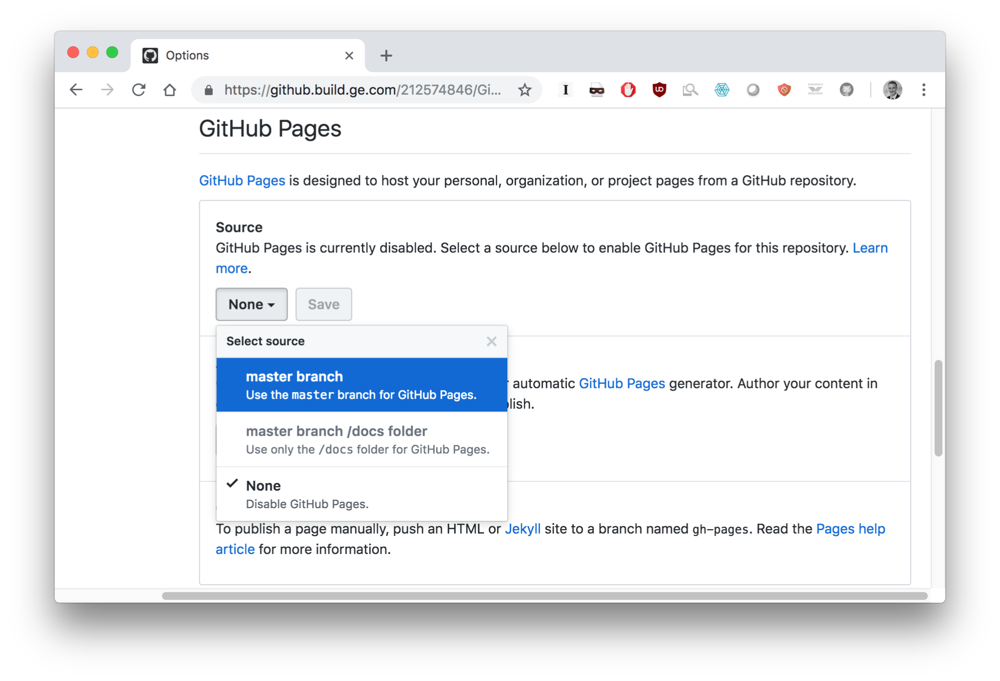 Options
https://github.build.ge.com/212574846/Gi...
GitHub Pages
GitHub Pages is designed to host your personal, organization, or project pages from a GitHub repository.
Source
GitHub Pages is currently disabled. Select a source below to enable GitHub Pages for this repository. Learn
more.
None
Save
Select source
master branch
Use the master branch for GitHub Pages.
automatic GitHub Pages generator. Author your content in
lish.
master branch /docs folder
Use only the /docs folder for GitHub Pages.
None
Disable GitHub Pages.
To publish a page manually, push an HTML or Jekyll site to a branch named gh-pages. Read the Pages help
article for more information.